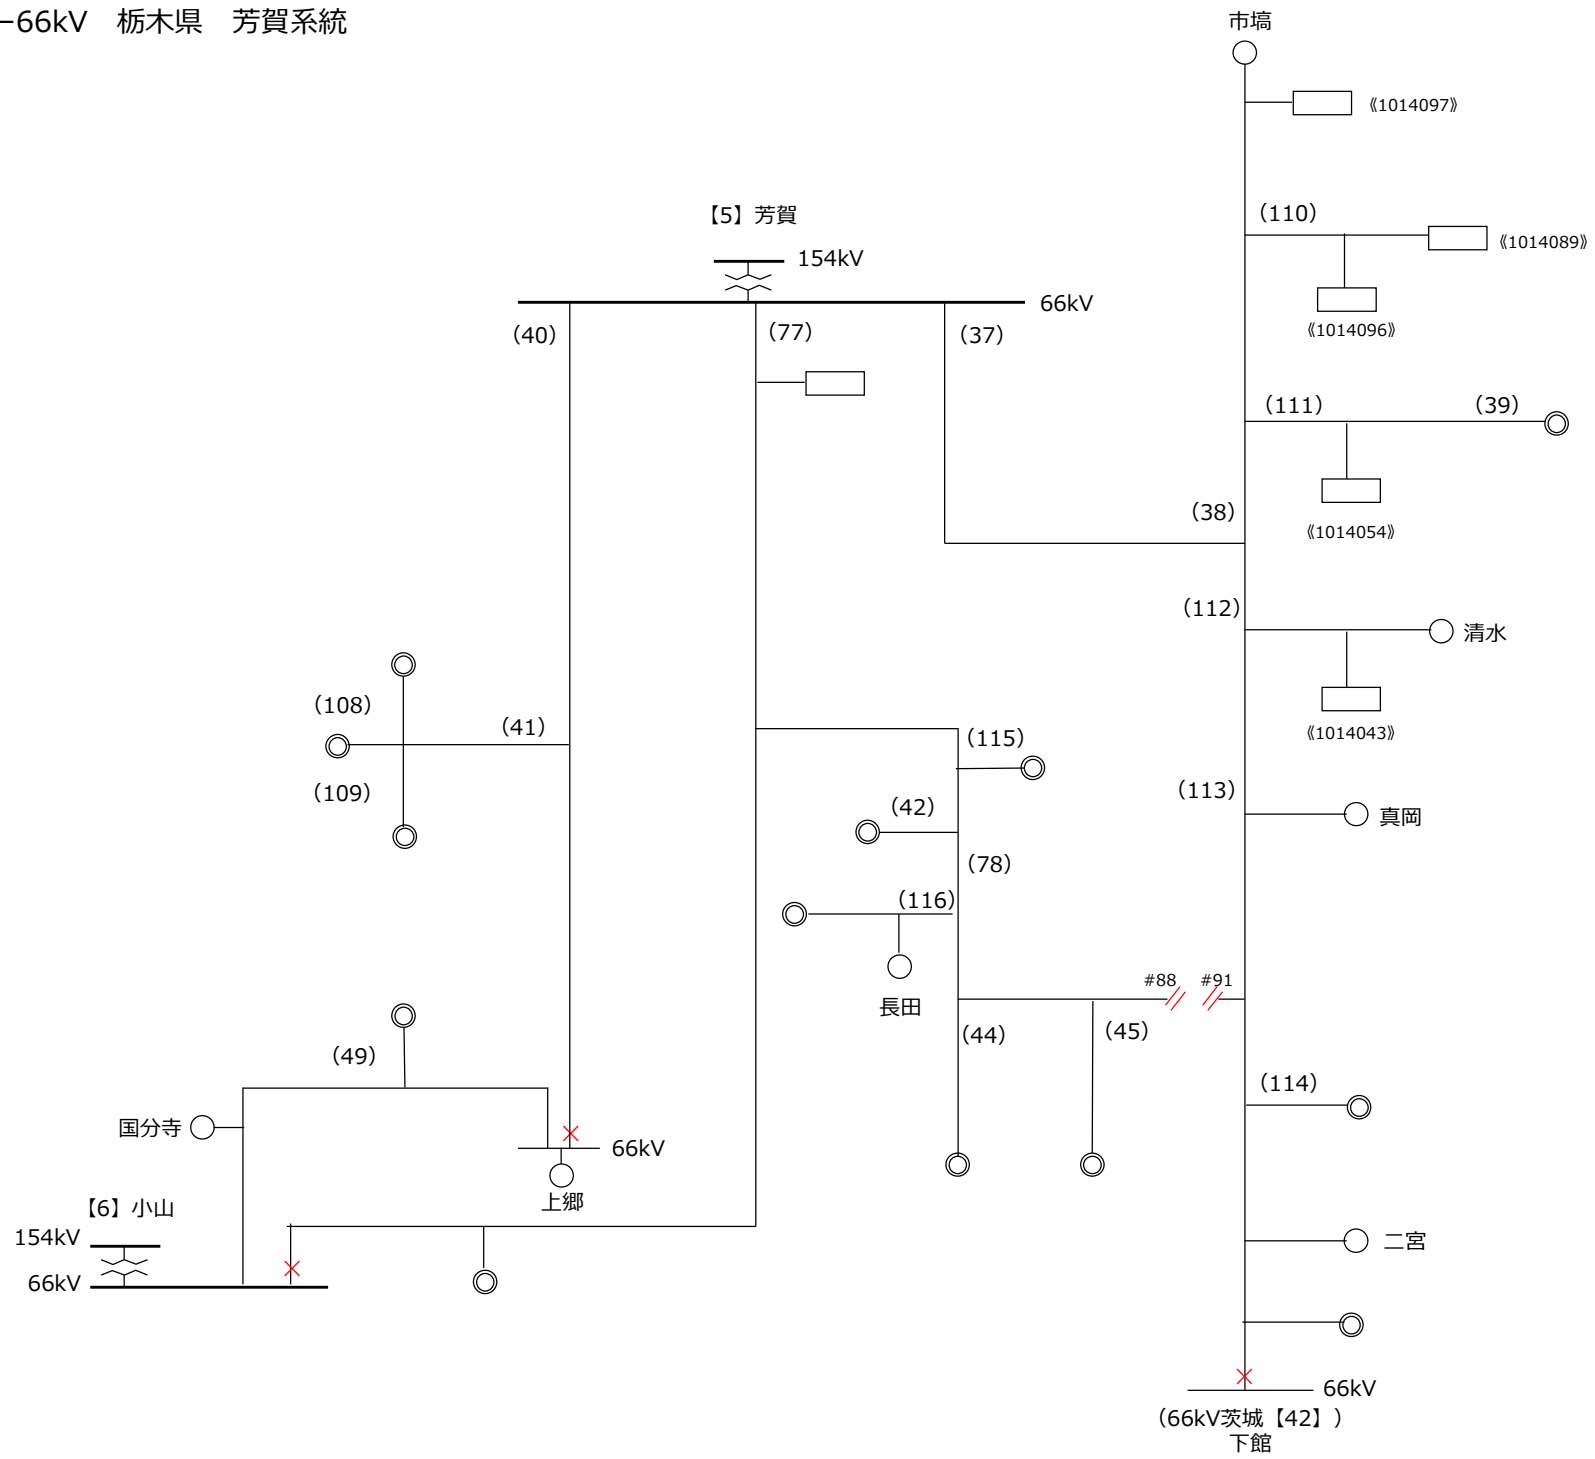 −66kV　栃木県　芳賀系統
市塙
《1014097》
【5】芳賀
（110）
《1014089》
154kV
66kV
《1014096》
（40）
（77）
（37）
（111）
（39）
（38）
《1014054》
（112）
清水
（108）
（41）
《1014043》
（115）
（109）
（113）
（42）
真岡
（78）
（116）
#88
#91
長田
（44）
（45）
（49）
（114）
国分寺
66kV
上郷
【6】小山
154kV
二宮
66kV
66kV
（66kV茨城【42】）
下館